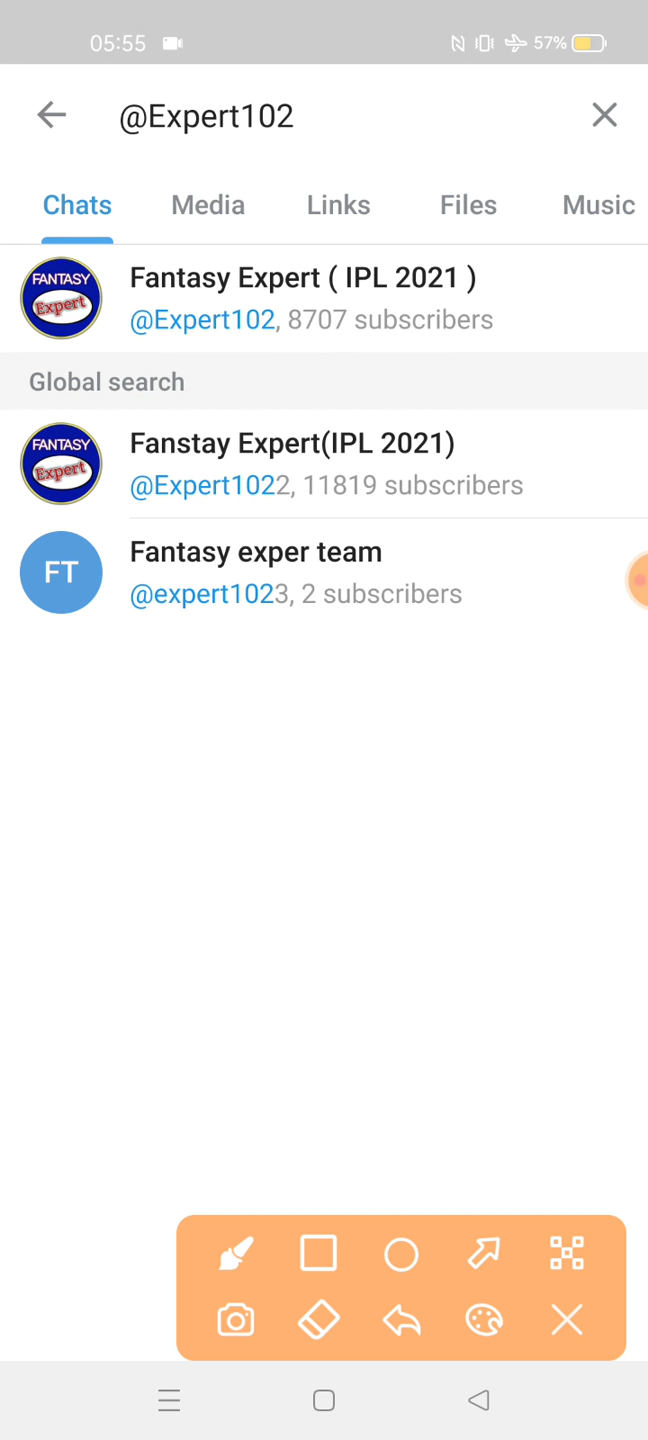 05:55
57%
@Expert102
Chats Media Links Files Music
FANTASY
Expert
Fantasy Expert ( IPL 2021 )
@Expert102, 8707 subscribers
Global search
FANTASY
Expert
Fanstay Expert(IPL 2021)
@Expert1022, 11819 subscribers
FT
Fantasy exper team
@expert1023, 2 subscribers